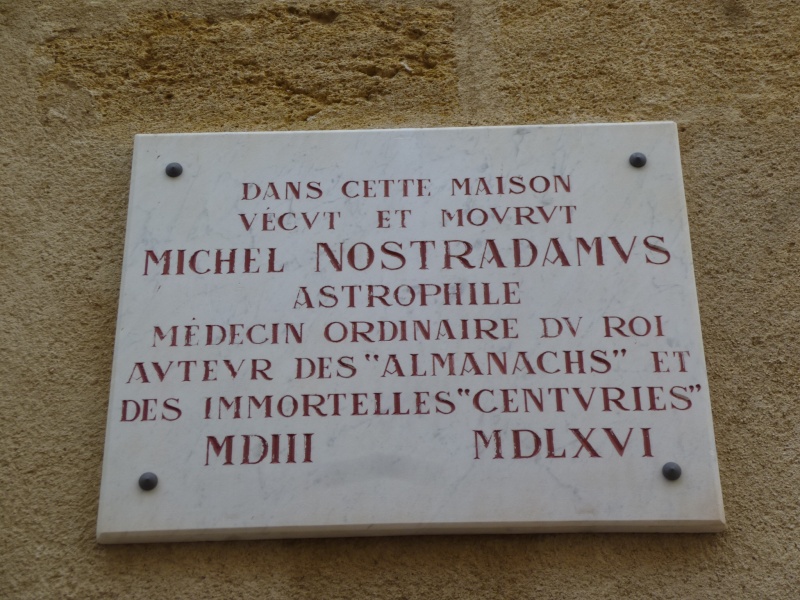 DANS CETTE MAISON
VÉCVT ET MOVRVT
MICHEL NOSTRADAMVS
ASTROPHILE
MÉDECIN ORDINAIRE DV ROI
AVTEVR DES "ALMANACHS" ET
DES IMMORTELLES "CENTVRIES"
MDIII MDLXVI